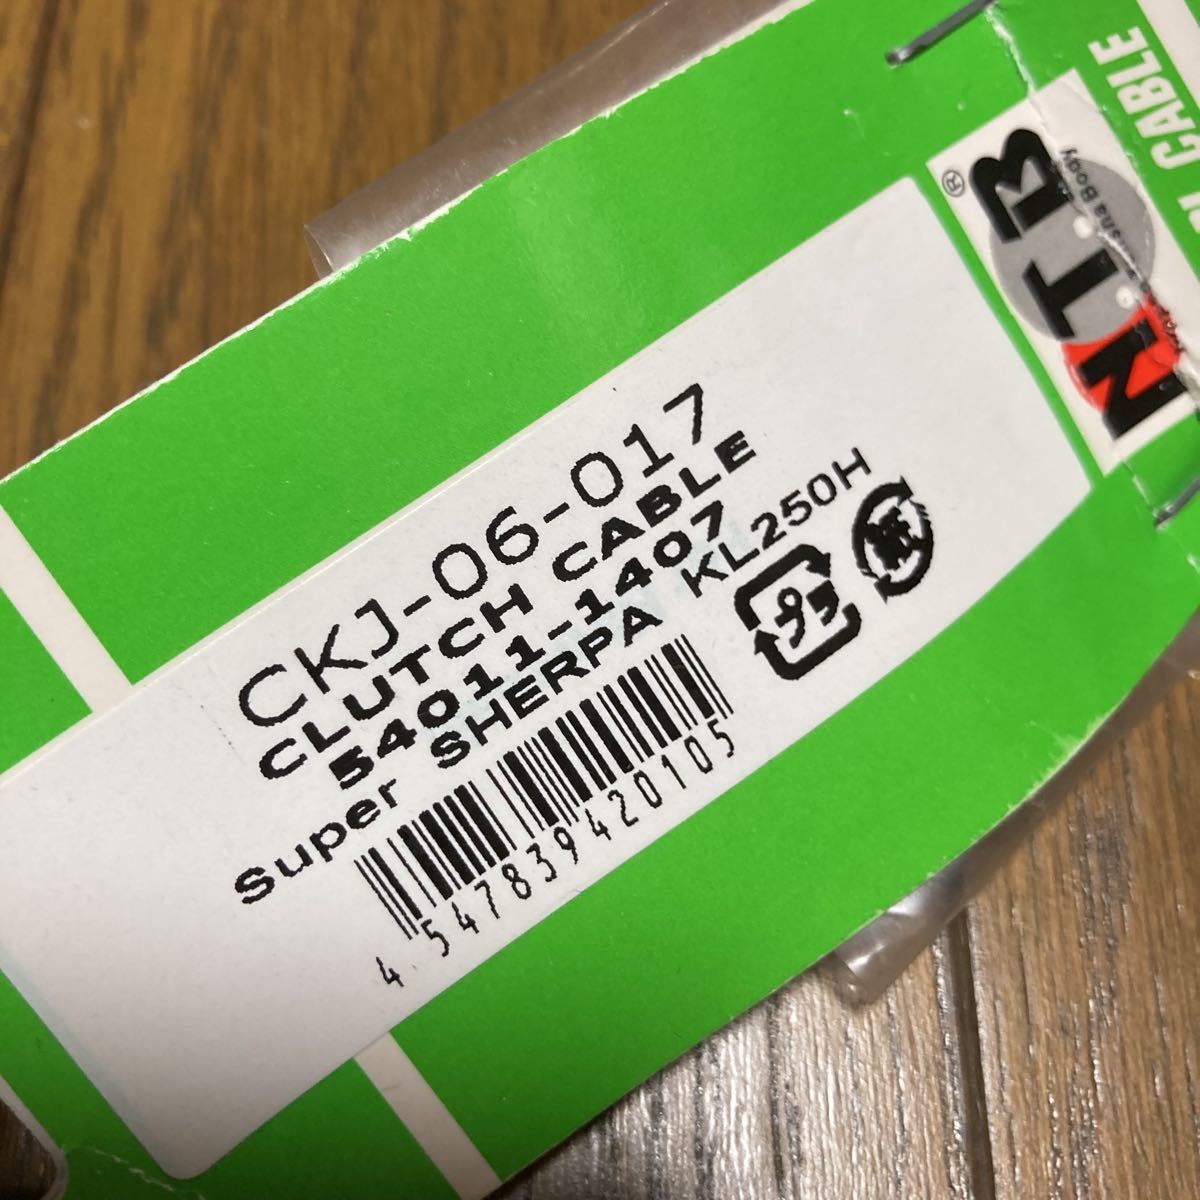 CABLE
NTB
®
CKJ-06-017
CLUTCH CABLE
54011-1407
Super SHERPA KL250H
プラ
紙
4 547839 420105